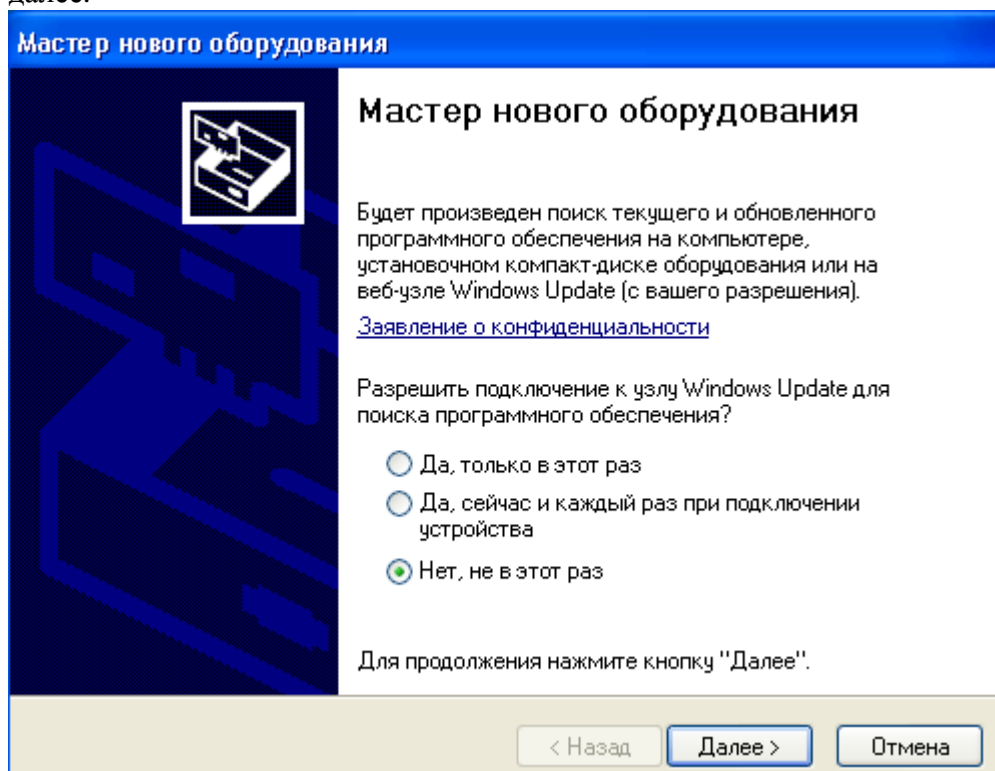 далее.
Мастер нового оборудования
Мастер нового оборудования
Будет произведен поиск текущего и обновленного
программного обеспечения на компьютере,
установочном компакт-диске оборудования или на
веб-узле Windows Update (с вашего разрешения).
Заявление о конфиденциальности
Разрешить подключение к узлу Windows Update для
поиска программного обеспечения?
Да, только в этот раз
Да, сейчас и каждый раз при подключении
устройства
Нет, не в этот раз
Для продолжения нажмите кнопку "Далее".
< Назад Далее > Отмена